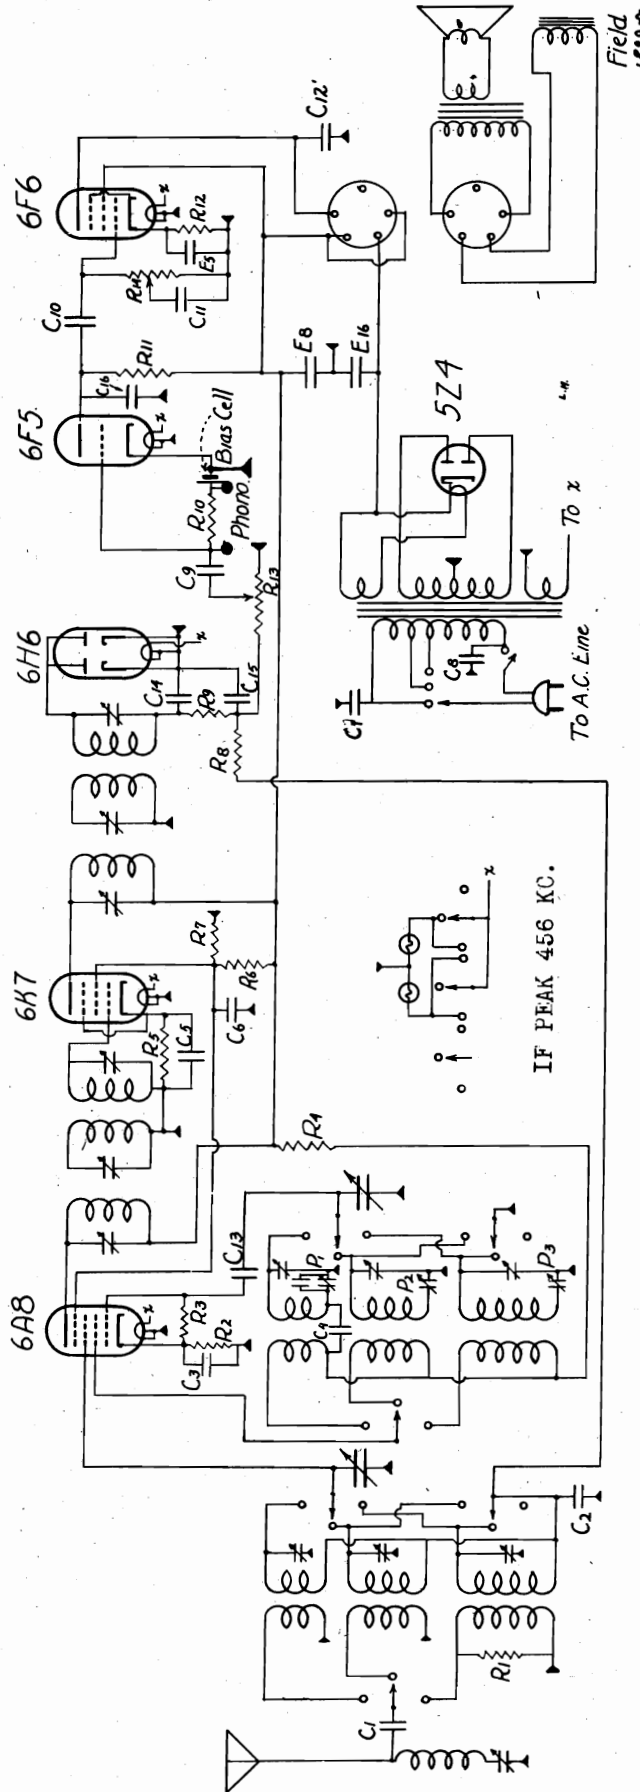 6A8
6K7
6H6
6F5.
6F6
C10
C16
R11
R14
C11
E5
R12
x
C12'
x
x
x
x
C3
R3
R2
C13
R5
C5
C6
R7
R6
C14
R9
C15
R8
C9
R10
Bias Cell
Phono.
R13
E8
E16
5Z4
To x
C7
C8
To A.C. Line
Field
R4
P1
C4
P2
P3
x
IF PEAK 456 KC.
C1
R1
C2